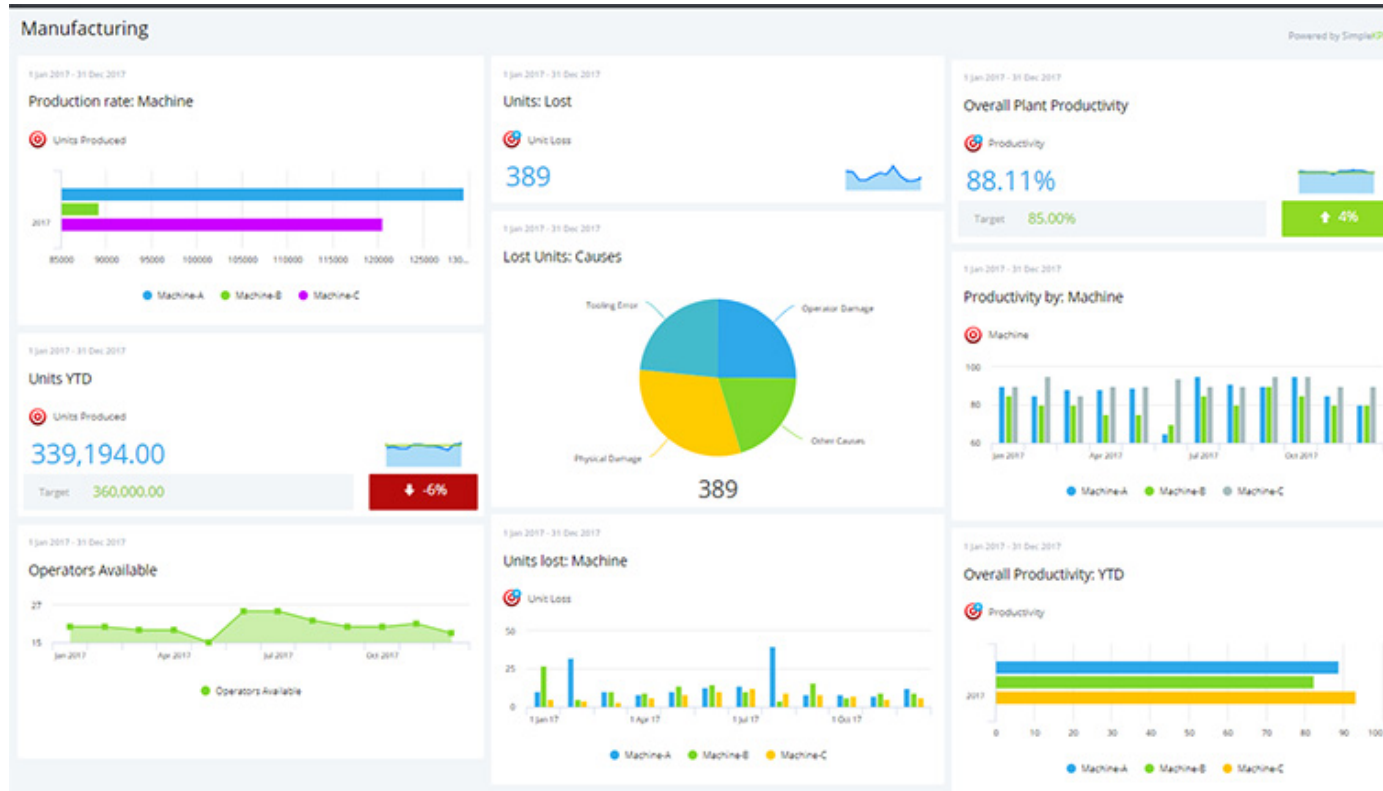 Manufacturing
Powered by SimpleKP
1 Jan 2017 - 31 Dec 2017
Production rate: Machine
Units Produced
2017
85000 90000 95000 100000 105000 110000 115000 120000 125000 130...
Machine-A Machine-B Machine-C
1 Jan 2017 - 31 Dec 2017
Units YTD
Units Produced
339,194.00
Target 360,000.00
-6%
1 Jan 2017 - 31 Dec 2017
Operators Available
27
15
Jan 2017 Apr 2017 Jul 2017 Oct 2017
Operators Available
1 Jan 2017 - 31 Dec 2017
Units: Lost
Unit Loss
389
1 Jan 2017 - 31 Dec 2017
Lost Units: Causes
Tooling Error
Operator Damage
Other Causes
Physical Damage
389
1 Jan 2017 - 31 Dec 2017
Units lost: Machine
Unit Loss
50
25
0
1 Jan 17 1 Apr 17 1 Jul 17 1 Oct 17
Machine-A Machine-B Machine-C
1 Jan 2017 - 31 Dec 2017
Overall Plant Productivity
Productivity
88.11%
Target 85.00%
4%
1 Jan 2017 - 31 Dec 2017
Productivity by: Machine
Machine
100
80
60
Jan 2017 Apr 2017 Jul 2017 Oct 2017
Machine-A Machine-B Machine-C
1 Jan 2017 - 31 Dec 2017
Overall Productivity: YTD
Productivity
2017
0 10 20 30 40 50 60 70 80 90 100
Machine-A Machine-B Machine-C